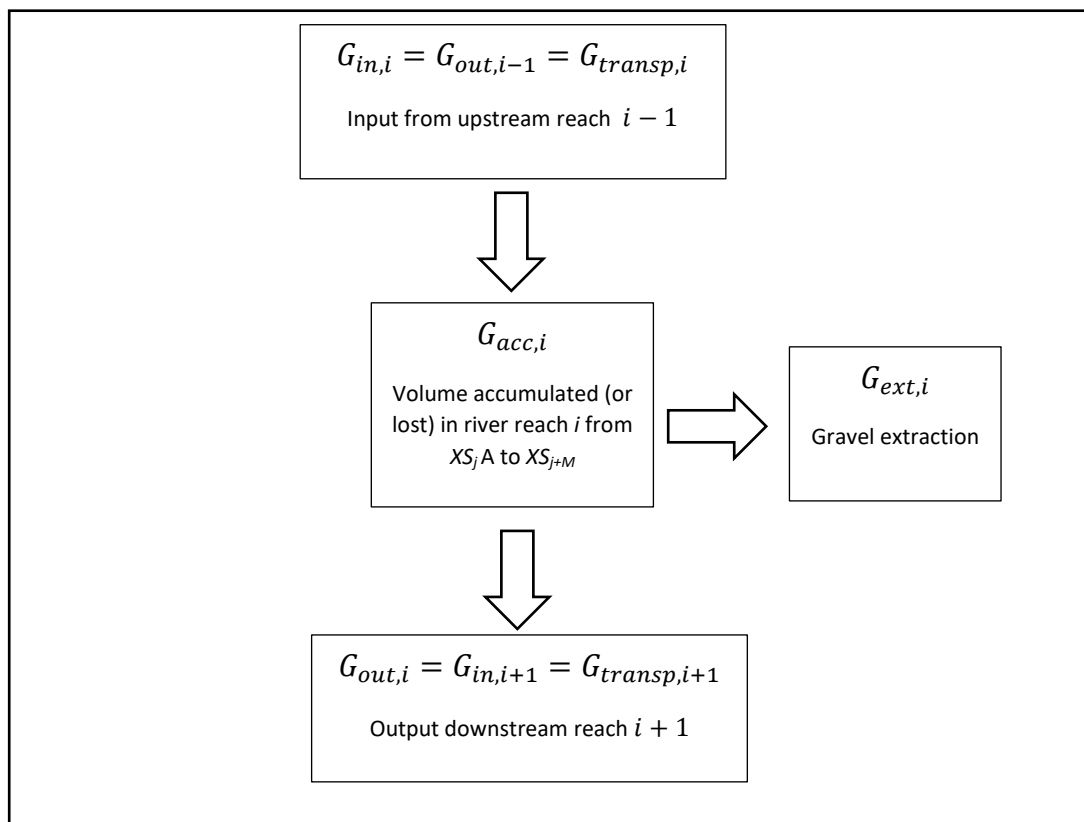 G_{in,i} = G_{out,i−1} = G_{transp,i}
Input from upstream reach i − 1
G_{acc,i}
Volume accumulated (or
lost) in river reach i from
XS_j A to XS_{j+M}
G_{ext,i}
Gravel extraction
G_{out,i} = G_{in,i+1} = G_{transp,i+1}
Output downstream reach i + 1